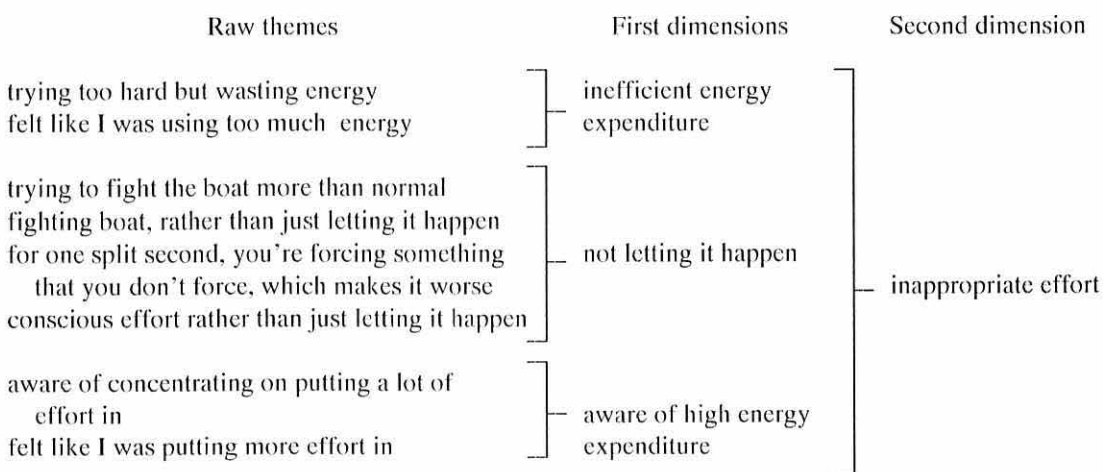 Raw themes First dimensions Second dimension
trying too hard but wasting energy
felt like I was using too much energy
inefficient energy
expenditure
trying to fight the boat more than normal
fighting boat, rather than just letting it happen
for one split second, you're forcing something
that you don't force, which makes it worse
conscious effort rather than just letting it happen
not letting it happen
inappropriate effort
aware of concentrating on putting a lot of
effort in
felt like I was putting more effort in
aware of high energy
expenditure